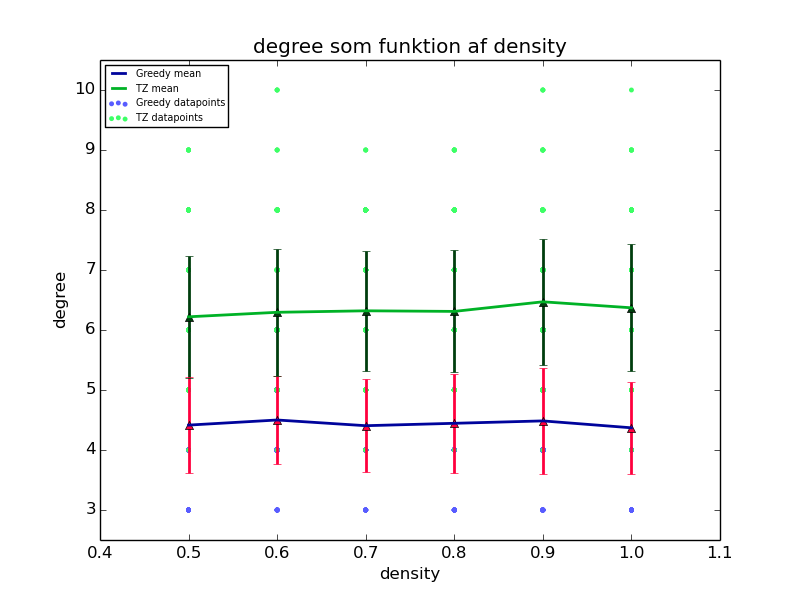 degree som funktion af density
Greedy mean
TZ mean
Greedy datapoints
TZ datapoints
10
9
8
7
6
5
4
3
degree
0.4 0.5 0.6 0.7 0.8 0.9 1.0 1.1
density